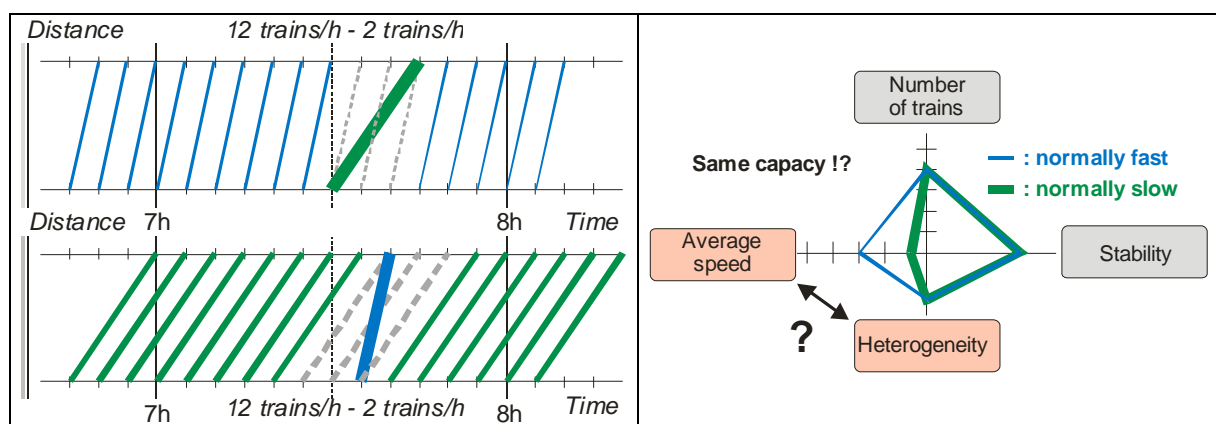 Distance
12 trains/h - 2 trains/h
Distance
7h
8h
Time
7h
12 trains/h - 2 trains/h
8h
Time
Number
of trains
Same capacy !?
: normally fast
: normally slow
Average
speed
Stability
?
Heterogeneity